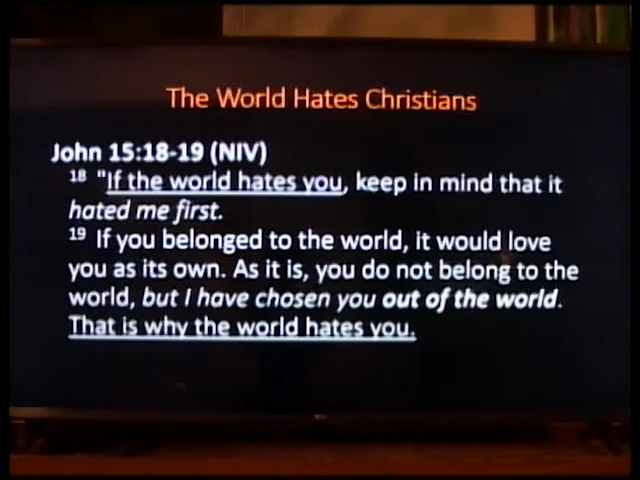 The World Hates Christians
John 15:18-19 (NIV)
18 "If the world hates you, keep in mind that it
hated me first.
19 If you belonged to the world, it would love
you as its own. As it is, you do not belong to the
world, but I have chosen you out of the world.
That is why the world hates you.